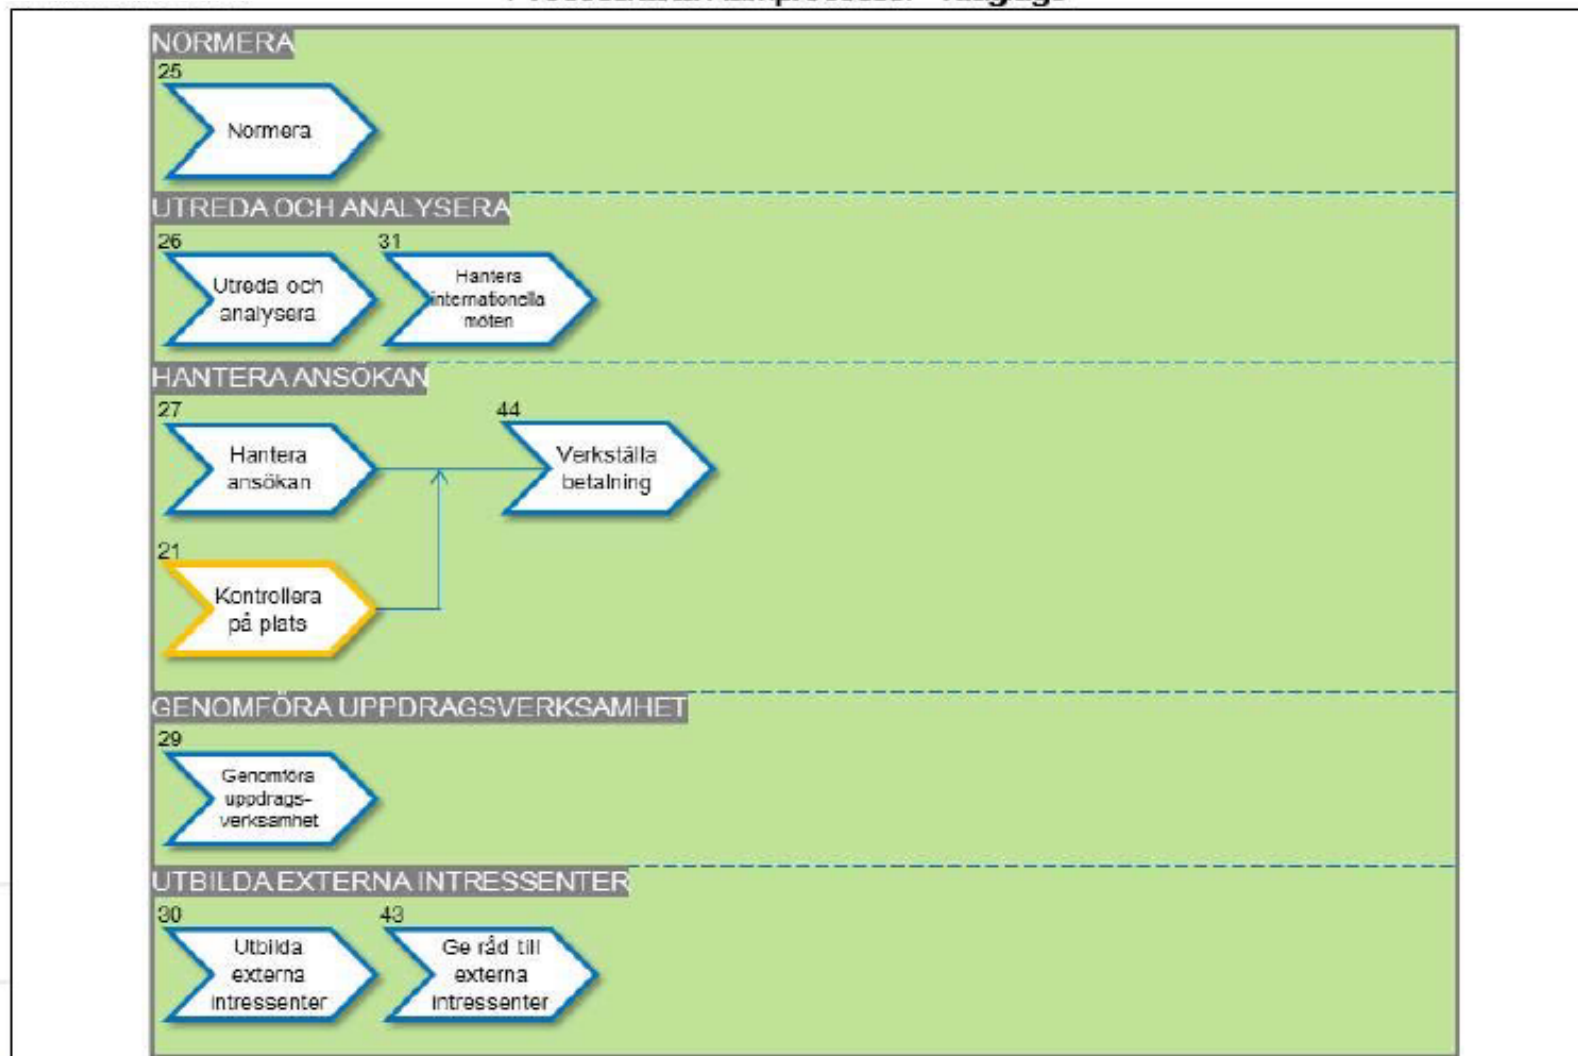 NORMERA
25
Normera
UTREDA OCH ANALYSERA
26
31
Utreda och
analysera
Hantera
internationella
möten
HANTERA ANSÖKAN
27
44
Hantera
ansökan
Verkställa
betalning
21
Kontrollera
på plats
GENOMFÖRA UPPDRAGSVERKSAMHET
29
Genomföra
uppdrags-
verksamhet
UTBILDA EXTERNA INTRESSENTER
30
43
Utbilda
externa
intressenter
Ge råd till
externa
intressenter